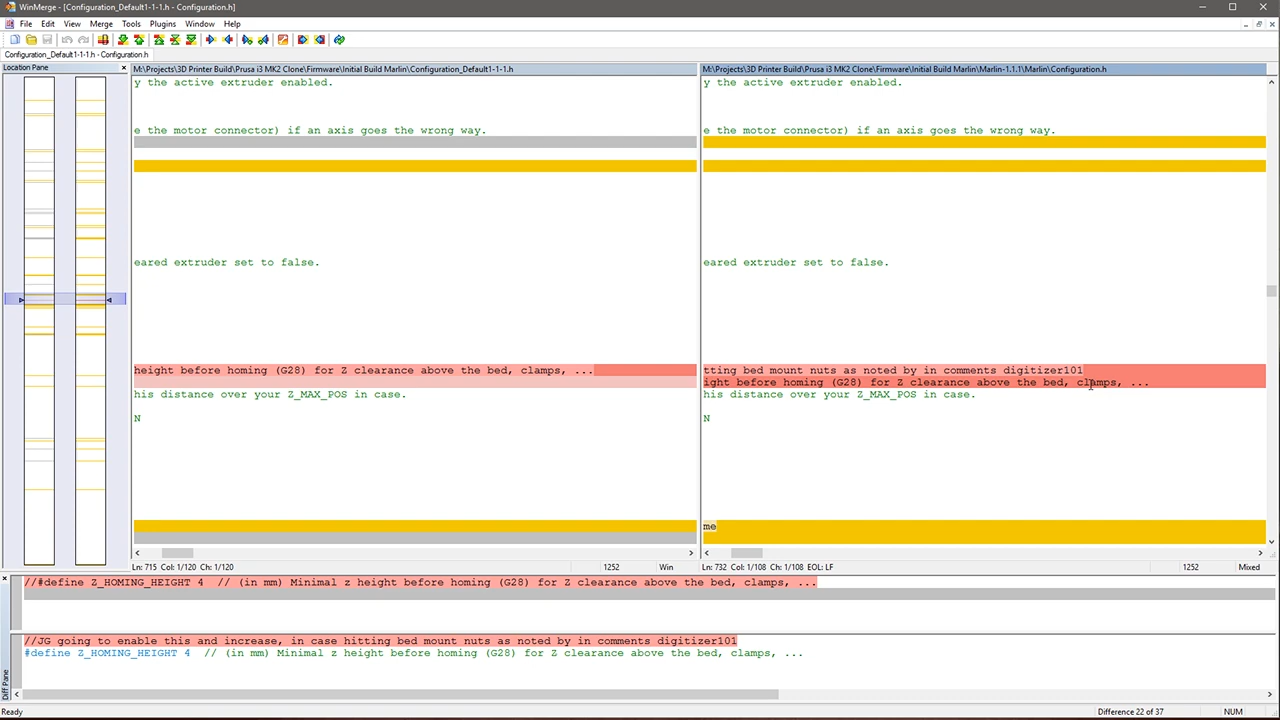 WinMerge - [Configuration_Default1-1-1.h - Configuration.h]
File Edit View Merge Tools Plugins Window Help
Configuration_Default1-1-1.h - Configuration.h
Location Pane
M:\Projects\3D Printer Build\Prusa i3 MK2 Clone\Firmware\Initial Build Marlin\Configuration_Default1-1-1.h
M:\Projects\3D Printer Build\Prusa i3 MK2 Clone\Firmware\Initial Build Marlin\Marlin-1.1.1\Marlin\Configuration.h
y the active extruder enabled.
y the active extruder enabled.
e the motor connector) if an axis goes the wrong way.
e the motor connector) if an axis goes the wrong way.
eared extruder set to false.
eared extruder set to false.
height before homing (G28) for Z clearance above the bed, clamps, ...
tting bed mount nuts as noted by in comments digitizer101
ight before homing (G28) for Z clearance above the bed, clamps, ...
his distance over your Z_MAX_POS in case.
his distance over your Z_MAX_POS in case.
N
N
me
Ln: 715 Col: 1/120 Ch: 1/120
1252
Win
Ln: 732 Col: 1/108 Ch: 1/108 EOL: LF
1252
Mixed
//#define Z_HOMING_HEIGHT 4  // (in mm) Minimal z height before homing (G28) for Z clearance above the bed, clamps, ...
//JG going to enable this and increase, in case hitting bed mount nuts as noted by in comments digitizer101
#define Z_HOMING_HEIGHT 4  // (in mm) Minimal z height before homing (G28) for Z clearance above the bed, clamps, ...
Diff Pane
Ready
Difference 22 of 37
NUM